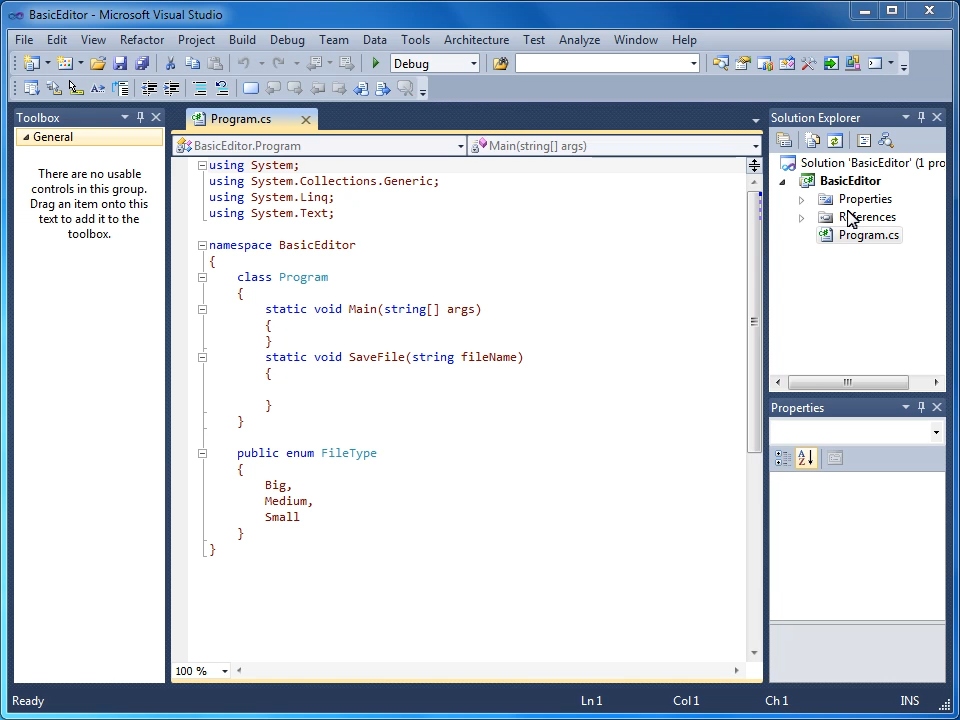 BasicEditor - Microsoft Visual Studio
File Edit View Refactor Project Build Debug Team Data Tools Architecture Test Analyze Window Help
Debug
Toolbox
General
There are no usable
controls in this group.
Drag an item onto this
text to add it to the
toolbox.
Program.cs
BasicEditor.Program
Main(string[] args)
using System;
using System.Collections.Generic;
using System.Linq;
using System.Text;
namespace BasicEditor
{
class Program
{
static void Main(string[] args)
{
}
static void SaveFile(string fileName)
{
}
}
public enum FileType
{
Big,
Medium,
Small
}
}
100 %
Solution Explorer
Solution 'BasicEditor' (1 pro
BasicEditor
Properties
References
Program.cs
Properties
Ready
Ln 1
Col 1
Ch 1
INS